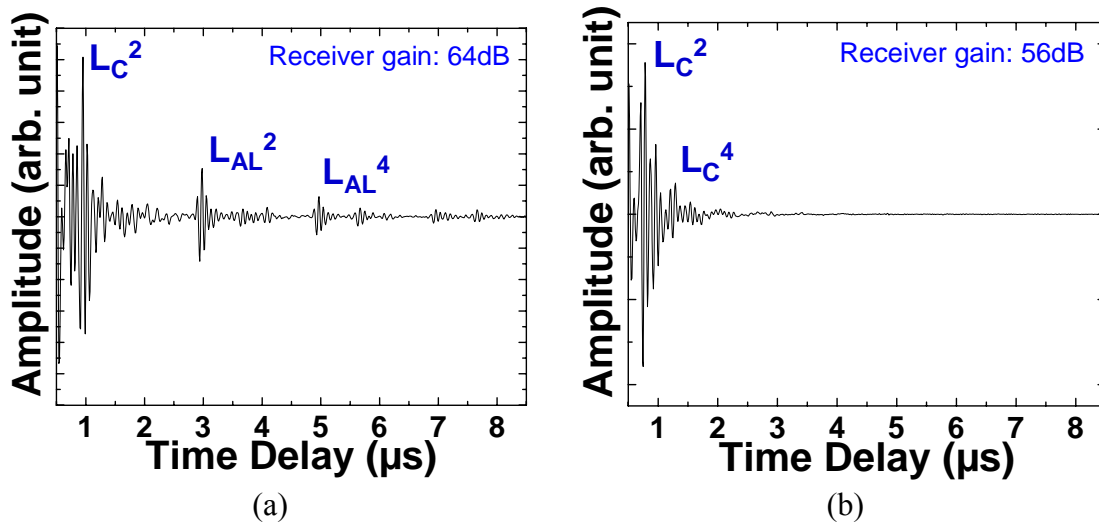 Amplitude (arb. unit)
L_C^2
Receiver gain: 64dB
L_AL^2
L_AL^4
1 2 3 4 5 6 7 8
Time Delay (µs)
(a)
Amplitude (arb. unit)
L_C^2
Receiver gain: 56dB
L_C^4
1 2 3 4 5 6 7 8
Time Delay (µs)
(b)